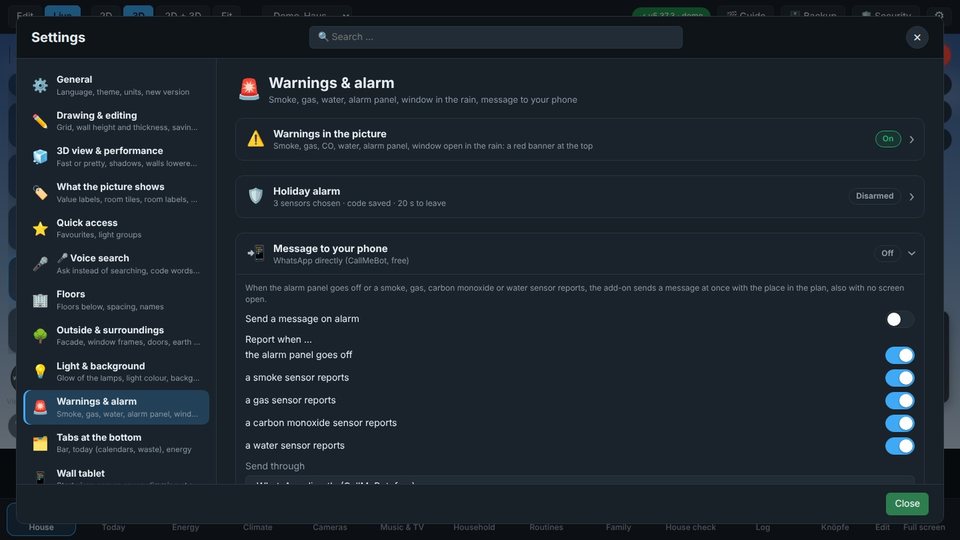 Edit
Live
2D
3D
2D + 3D
Fit
Demo-Haus
Guide
Backup
Security
Settings
Search ...
General
Language, theme, units, new version
Drawing & editing
Grid, wall height and thickness, savin...
3D view & performance
Fast or pretty, shadows, walls lowere...
What the picture shows
Value labels, room tiles, room labels, ...
Quick access
Favourites, light groups
Voice search
Ask instead of searching, code words...
Floors
Floors below, spacing, names
Outside & surroundings
Facade, window frames, doors, earth ...
Light & background
Glow of the lamps, light colour, backg...
Warnings & alarm
Smoke, gas, water, alarm panel, wind...
Tabs at the bottom
Bar, today (calendars, waste), energy
Wall tablet
Warnings & alarm
Smoke, gas, water, alarm panel, window in the rain, message to your phone
Warnings in the picture
Smoke, gas, CO, water, alarm panel, window open in the rain: a red banner at the top
On
Holiday alarm
3 sensors chosen · code saved · 20 s to leave
Disarmed
Message to your phone
WhatsApp directly (CallMeBot, free)
Off
When the alarm panel goes off or a smoke, gas, carbon monoxide or water sensor reports, the add-on sends a message at once with the place in the plan, also with no screen
open.
Send a message on alarm
Report when ...
the alarm panel goes off
a smoke sensor reports
a gas sensor reports
a carbon monoxide sensor reports
a water sensor reports
Send through
WhatsApp directly (CallMeBot, free)
Close
House
Today
Energy
Climate
Cameras
Music & TV
Household
Routines
Family
House check
Log
Knöpfe
Edit
Full screen